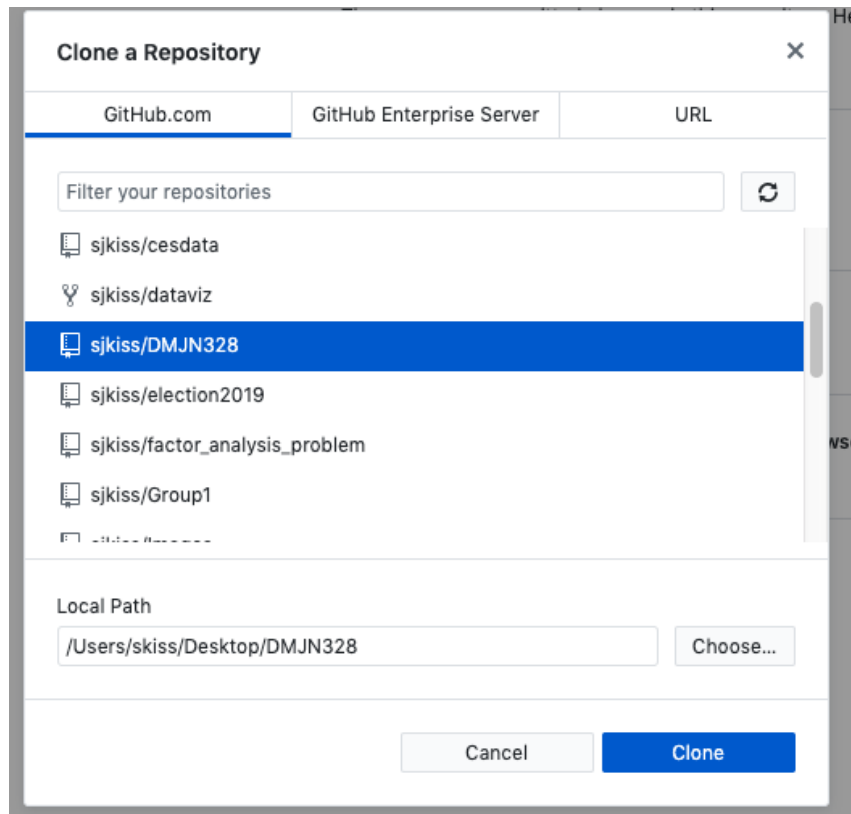 Clone a Repository
GitHub.com
GitHub Enterprise Server
URL
Filter your repositories
sjkiss/cesdata
sjkiss/dataviz
sjkiss/DMJN328
sjkiss/election2019
sjkiss/factor_analysis_problem
sjkiss/Group1
Local Path
/Users/skiss/Desktop/DMJN328
Choose...
Cancel
Clone